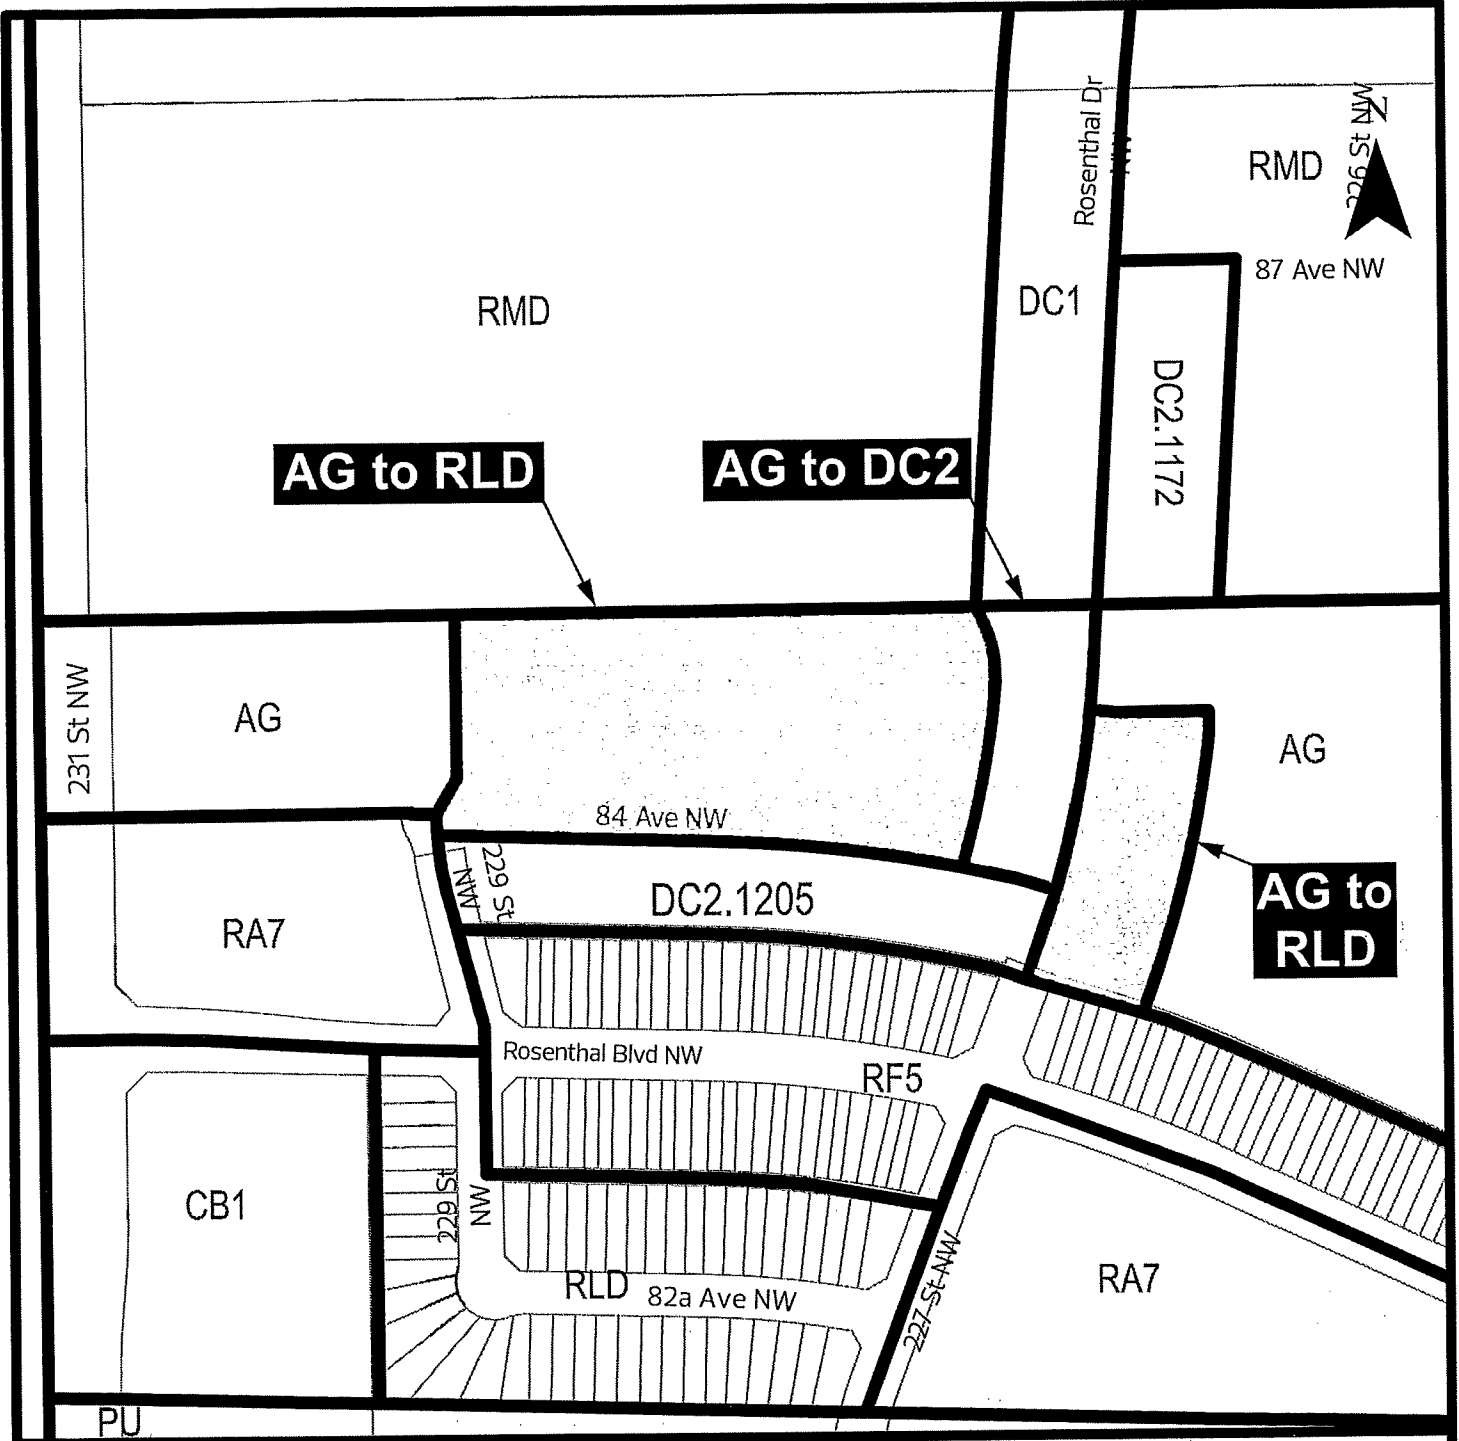 Rosenthal Dr
NW
226 St NW
N
RMD
87 Ave NW
RMD
DC1
DC2.1172
AG to RLD
AG to DC2
231 St NW
AG
AG
84 Ave NW
229 St
NW
DC2.1205
AG to
RLD
RA7
Rosenthal Blvd NW
RF5
CB1
229 St
NW
RLD
82a Ave NW
227 St NW
RA7
PU